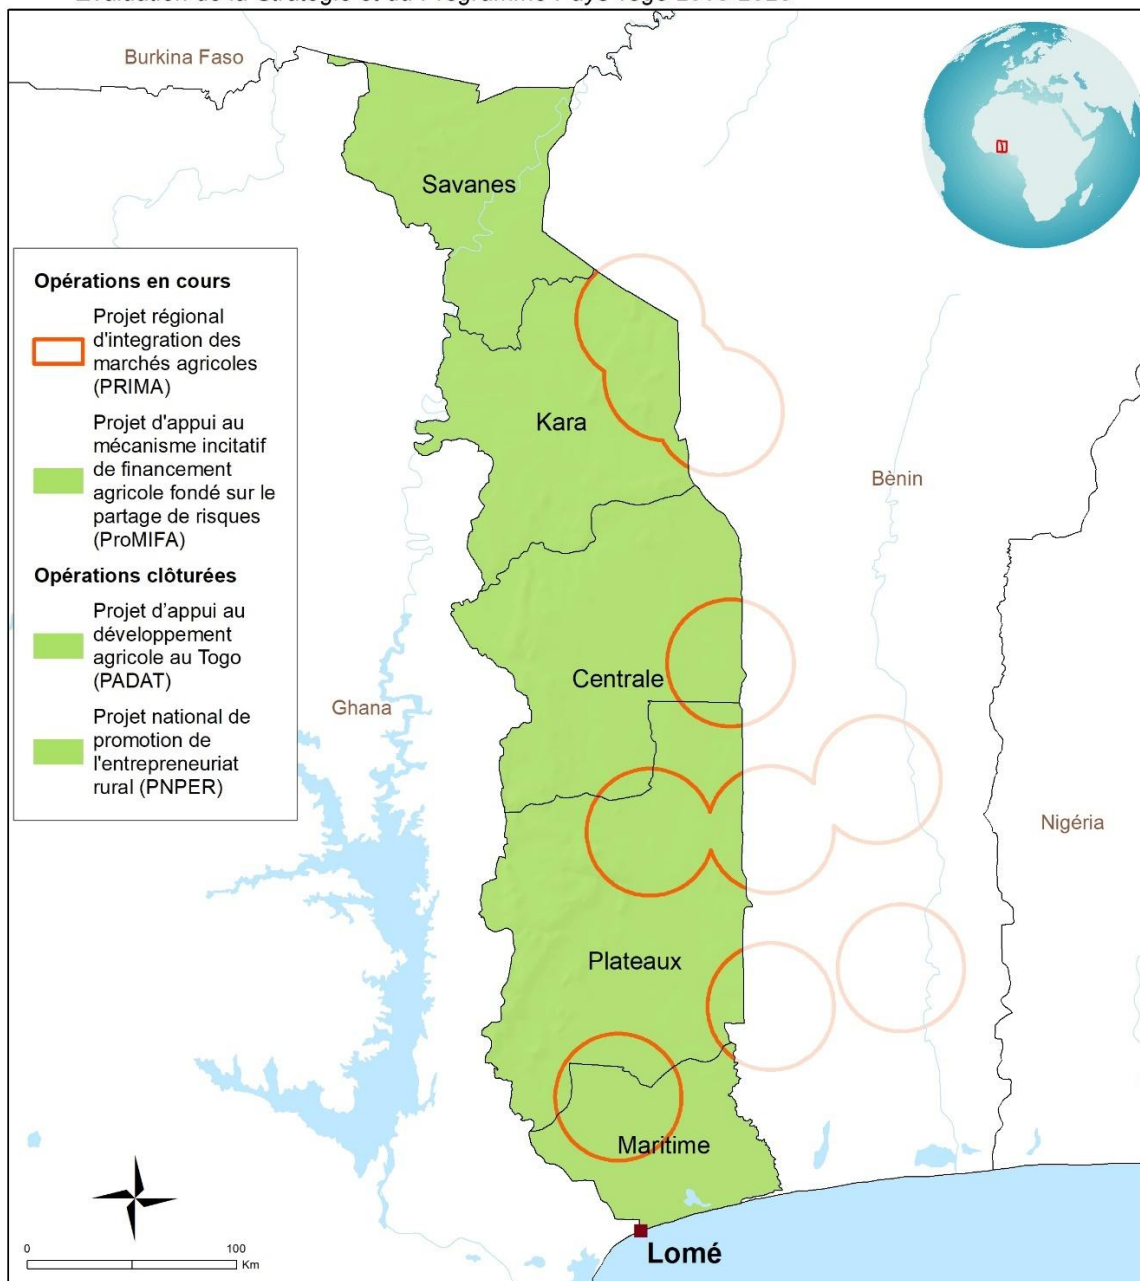 Burkina Faso
Savanes
Opérations en cours
Projet régional
d'integration des
marchés agricoles
(PRIMA)
Projet d'appui au
mécanisme incitatif
de financement
agricole fondé sur le
partage de risques
(ProMIFA)
Opérations clôturées
Projet d'appui au
développement
agricole au Togo
(PADAT)
Projet national de
promotion de
l'entrepreneuriat
rural (PNPER)
Kara
Bènin
Centrale
Ghana
Nigéria
Plateaux
Maritime
Lomé
0 100
Km